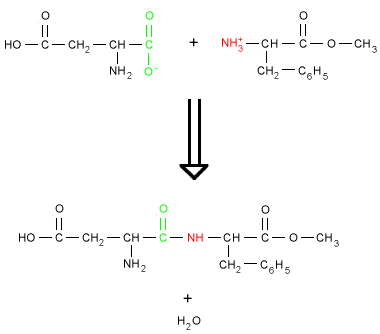 O O O
HO C CH2 CH C + NH3+ CH C O CH3
NH2 O- CH2 C6H5
O O O
HO C CH2 CH C NH CH C O CH3
NH2 CH2 C6H5
+
H2O